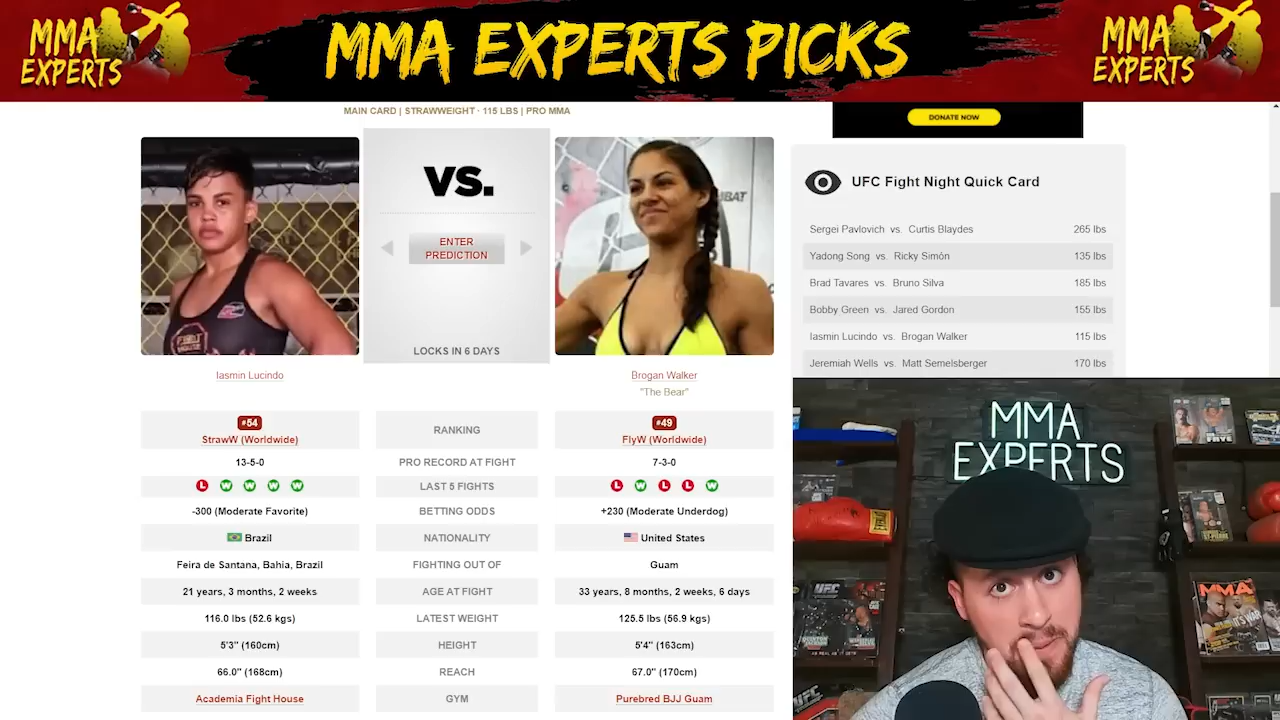 MMA
EXPERTS
MMA EXPERTS PICKS
MMA
EXPERTS
MAIN CARD | STRAWWEIGHT · 115 LBS | PRO MMA
VS.
ENTER
PREDICTION
LOCKS IN 6 DAYS
Iasmin Lucindo
Brogan Walker
"The Bear"
#54
StrawW (Worldwide)
RANKING
#49
FlyW (Worldwide)
13-5-0
PRO RECORD AT FIGHT
7-3-0
L W W W W
LAST 5 FIGHTS
L W L L W
-300 (Moderate Favorite)
BETTING ODDS
+230 (Moderate Underdog)
Brazil
NATIONALITY
United States
Feira de Santana, Bahia, Brazil
FIGHTING OUT OF
Guam
21 years, 3 months, 2 weeks
AGE AT FIGHT
33 years, 8 months, 2 weeks, 6 days
116.0 lbs (52.6 kgs)
LATEST WEIGHT
125.5 lbs (56.9 kgs)
5'3" (160cm)
HEIGHT
5'4" (163cm)
66.0" (168cm)
REACH
67.0" (170cm)
Academia Fight House
GYM
Purebred BJJ Guam
DONATE NOW
UFC Fight Night Quick Card
Sergei Pavlovich vs. Curtis Blaydes 265 lbs
Yadong Song vs. Ricky Simón 135 lbs
Brad Tavares vs. Bruno Silva 185 lbs
Bobby Green vs. Jared Gordon 155 lbs
Iasmin Lucindo vs. Brogan Walker 115 lbs
Jeremiah Wells vs. Matt Semelsberger 170 lbs
MMA
EXPERTS
UFC
MMA
UFC